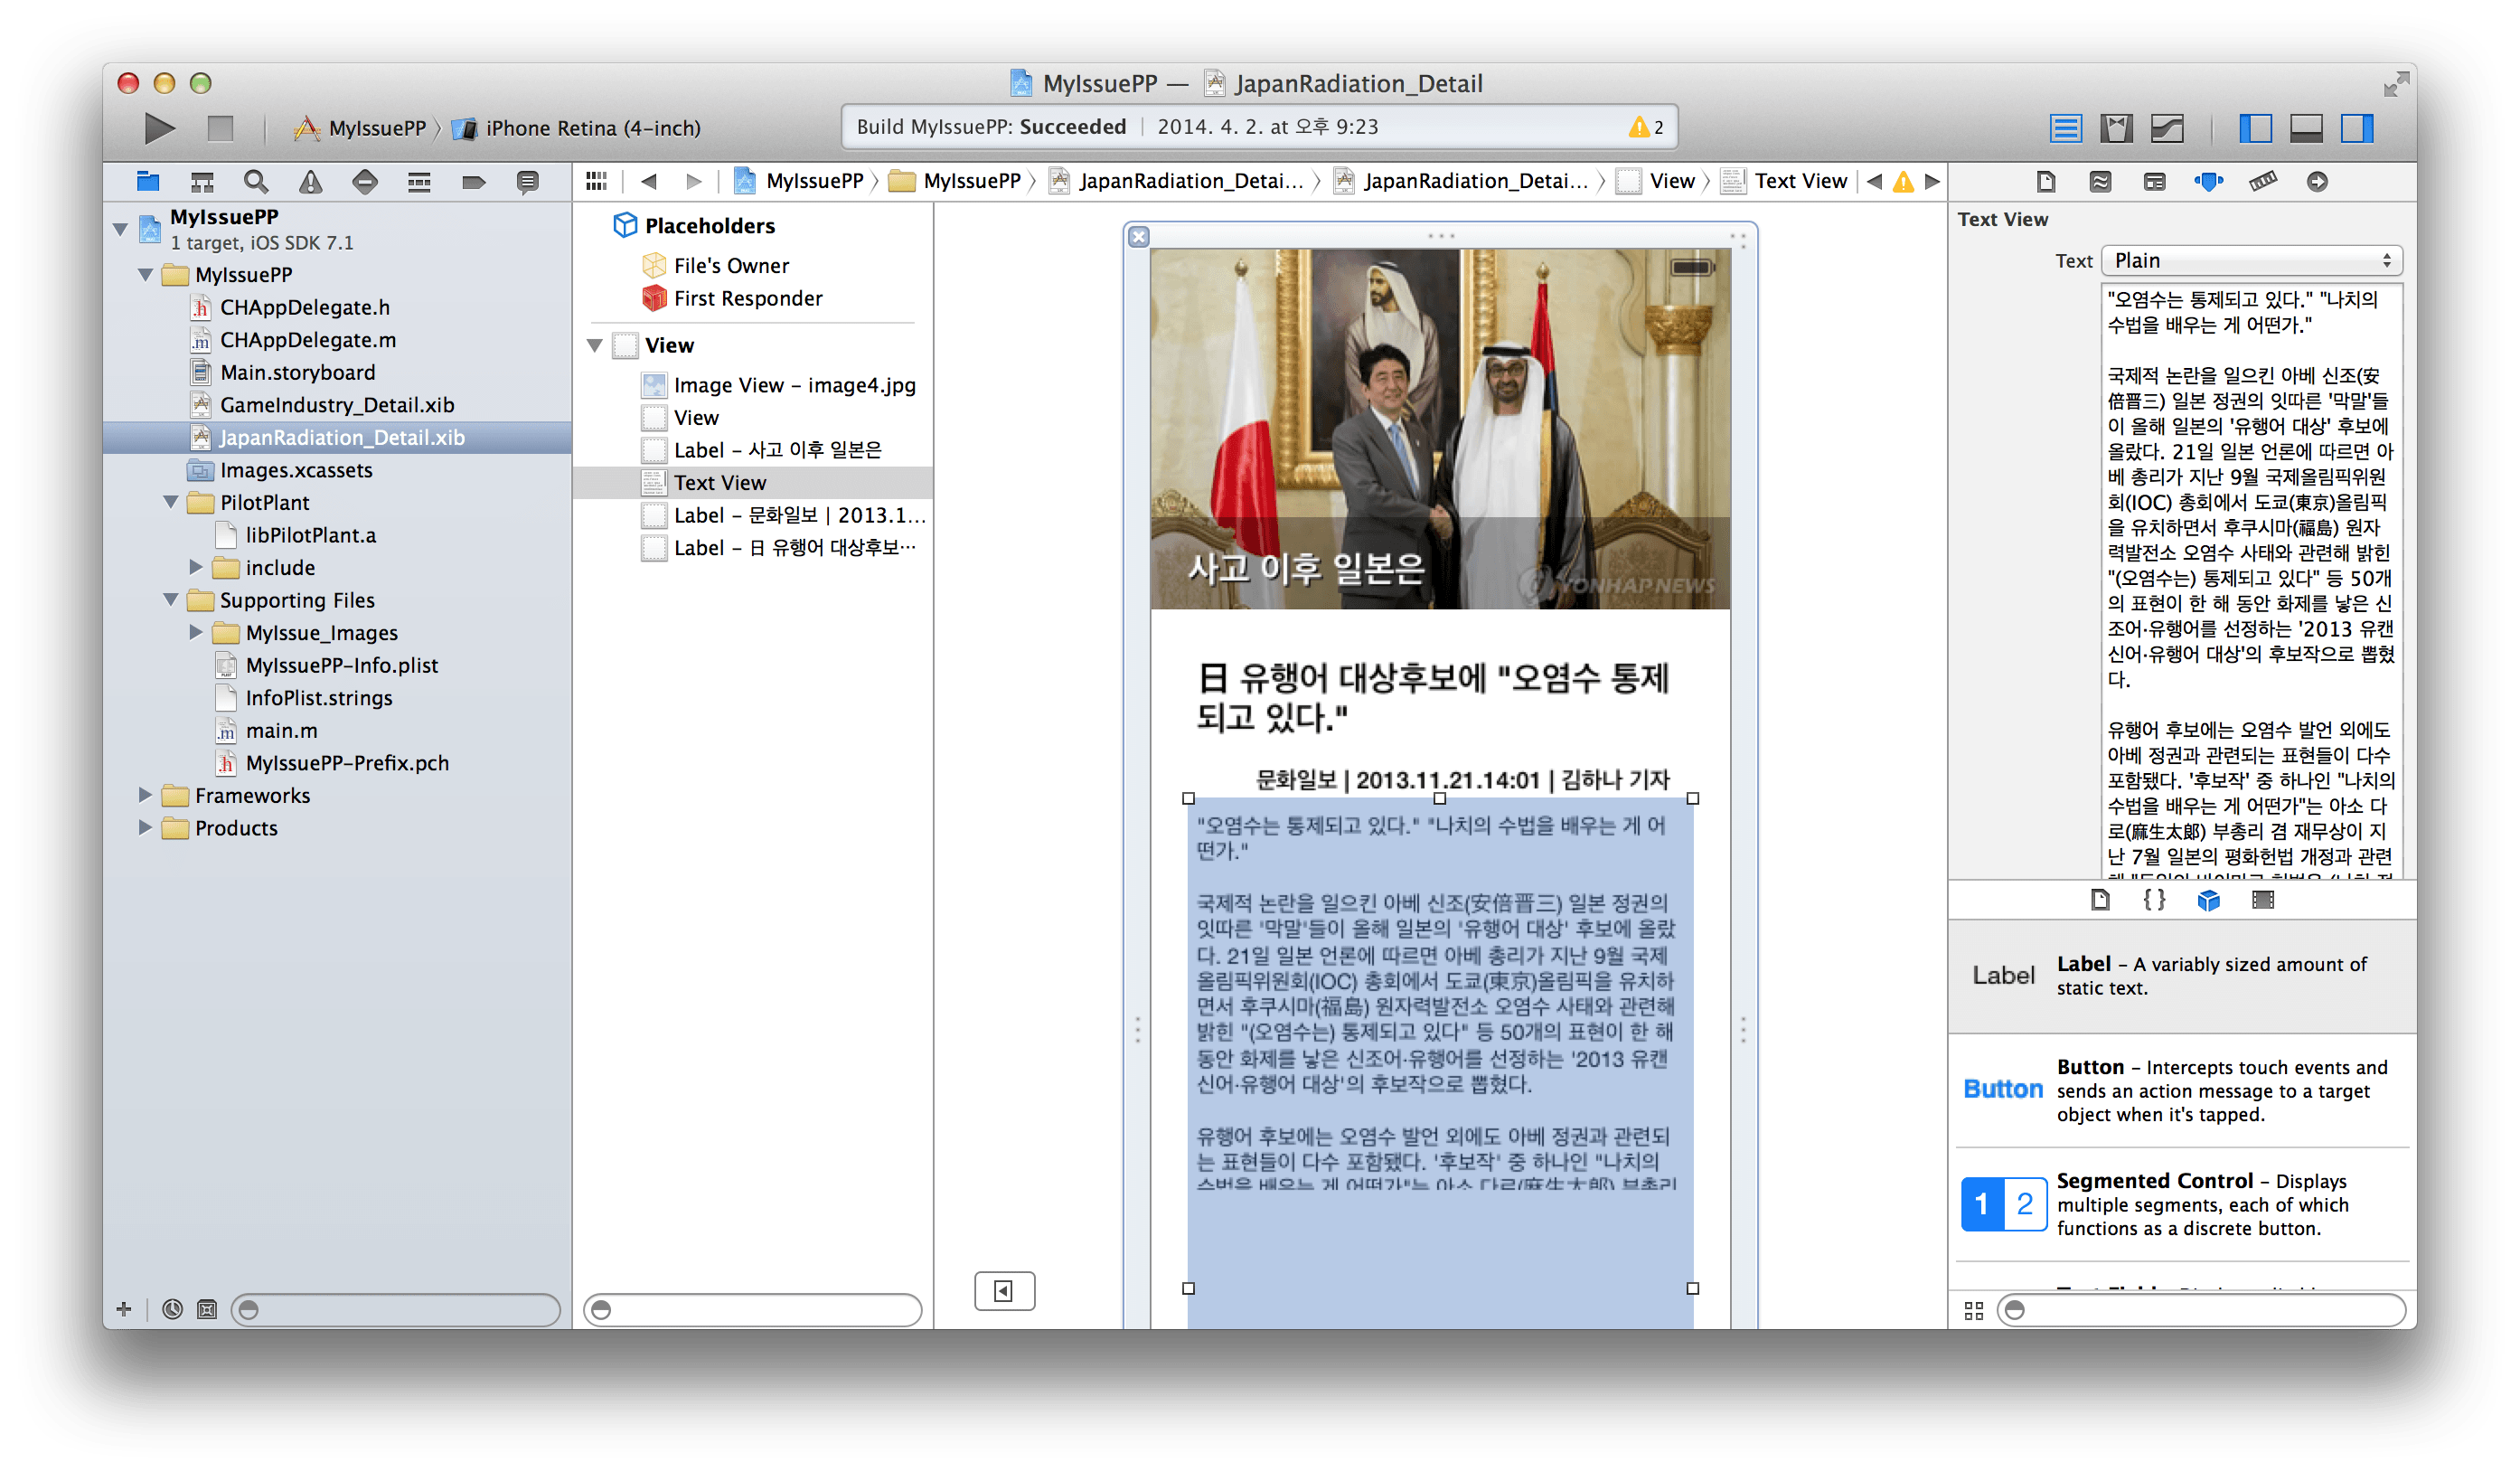 MyIssuePP — JapanRadiation_Detail
MyIssuePP 〉 iPhone Retina (4-inch)
Build MyIssuePP: Succeeded | 2014. 4. 2. at 오후 9:23
2
MyIssuePP 〉 MyIssuePP 〉 JapanRadiation_Detai... 〉 JapanRadiation_Detai... 〉 View 〉 Text View
MyIssuePP
1 target, iOS SDK 7.1
MyIssuePP
CHAppDelegate.h
CHAppDelegate.m
Main.storyboard
GameIndustry_Detail.xib
JapanRadiation_Detail.xib
Images.xcassets
PilotPlant
libPilotPlant.a
include
Supporting Files
MyIssue_Images
MyIssuePP-Info.plist
InfoPlist.strings
main.m
MyIssuePP-Prefix.pch
Frameworks
Products
Placeholders
File's Owner
First Responder
View
Image View – image4.jpg
View
Label – 사고 이후 일본은
Text View
Label – 문화일보 | 2013.1...
Label – 日 유행어 대상후보...
사고 이후 일본은
YONHAP NEWS
日 유행어 대상후보에 "오염수 통제
되고 있다."
문화일보 | 2013.11.21.14:01 | 김하나 기자
"오염수는 통제되고 있다." "나치의 수법을 배우는 게 어
떤가."
국제적 논란을 일으킨 아베 신조(安倍晋三) 일본 정권의
잇따른 '막말'들이 올해 일본의 '유행어 대상' 후보에 올랐
다. 21일 일본 언론에 따르면 아베 총리가 지난 9월 국제
올림픽위원회(IOC) 총회에서 도쿄(東京)올림픽을 유치하
면서 후쿠시마(福島) 원자력발전소 오염수 사태와 관련해
밝힌 "(오염수는) 통제되고 있다" 등 50개의 표현이 한 해
동안 화제를 낳은 신조어·유행어를 선정하는 '2013 유캔
신어·유행어 대상'의 후보작으로 뽑혔다.
유행어 후보에는 오염수 발언 외에도 아베 정권과 관련되
는 표현들이 다수 포함됐다. '후보작' 중 하나인 "나치의
수법을 배우는 게 어떤가"는 아소 다로(麻生太郞) 부총리
Text View
Text Plain
"오염수는 통제되고 있다." "나치의
수법을 배우는 게 어떤가."
국제적 논란을 일으킨 아베 신조(安
倍晋三) 일본 정권의 잇따른 '막말'들
이 올해 일본의 '유행어 대상' 후보에
올랐다. 21일 일본 언론에 따르면 아
베 총리가 지난 9월 국제올림픽위원
회(IOC) 총회에서 도쿄(東京)올림픽
을 유치하면서 후쿠시마(福島) 원자
력발전소 오염수 사태와 관련해 밝힌
"(오염수는) 통제되고 있다" 등 50개
의 표현이 한 해 동안 화제를 낳은 신
조어·유행어를 선정하는 '2013 유캔
신어·유행어 대상'의 후보작으로 뽑혔
다.
유행어 후보에는 오염수 발언 외에도
아베 정권과 관련되는 표현들이 다수
포함됐다. '후보작' 중 하나인 "나치의
수법을 배우는 게 어떤가"는 아소 다
로(麻生太郞) 부총리 겸 재무상이 지
난 7월 일본의 평화헌법 개정과 관련
Label
Label – A variably sized amount of
static text.
Button
Button – Intercepts touch events and
sends an action message to a target
object when it's tapped.
1 2
Segmented Control – Displays
multiple segments, each of which
functions as a discrete button.